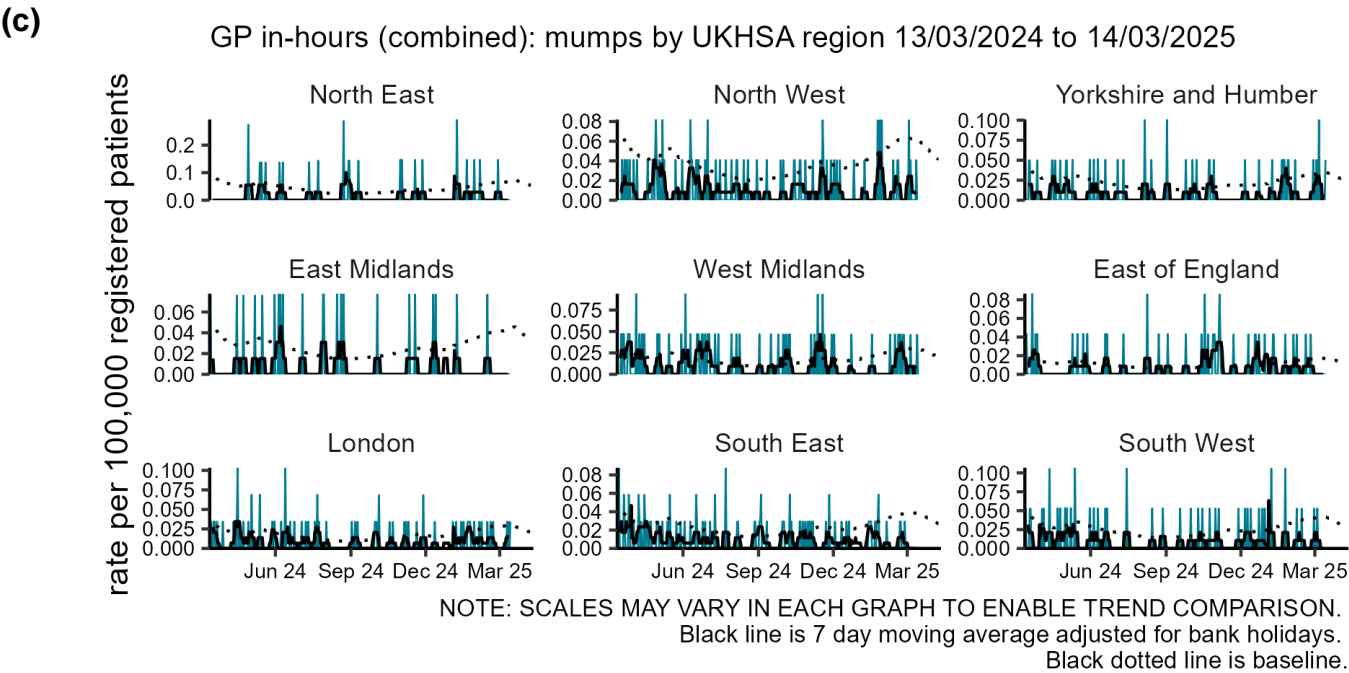 (c)
GP in-hours (combined): mumps by UKHSA region 13/03/2024 to 14/03/2025
rate per 100,000 registered patients
North East
0.2
0.1
0.0
North West
0.08
0.06
0.04
0.02
0.00
Yorkshire and Humber
0.100
0.075
0.050
0.025
0.000
East Midlands
0.06
0.04
0.02
0.00
West Midlands
0.075
0.050
0.025
0.000
East of England
0.08
0.06
0.04
0.02
0.00
London
0.100
0.075
0.050
0.025
0.000
Jun 24 Sep 24 Dec 24 Mar 25
South East
0.08
0.06
0.04
0.02
0.00
Jun 24 Sep 24 Dec 24 Mar 25
South West
0.100
0.075
0.050
0.025
0.000
Jun 24 Sep 24 Dec 24 Mar 25
NOTE: SCALES MAY VARY IN EACH GRAPH TO ENABLE TREND COMPARISON.
Black line is 7 day moving average adjusted for bank holidays.
Black dotted line is baseline.